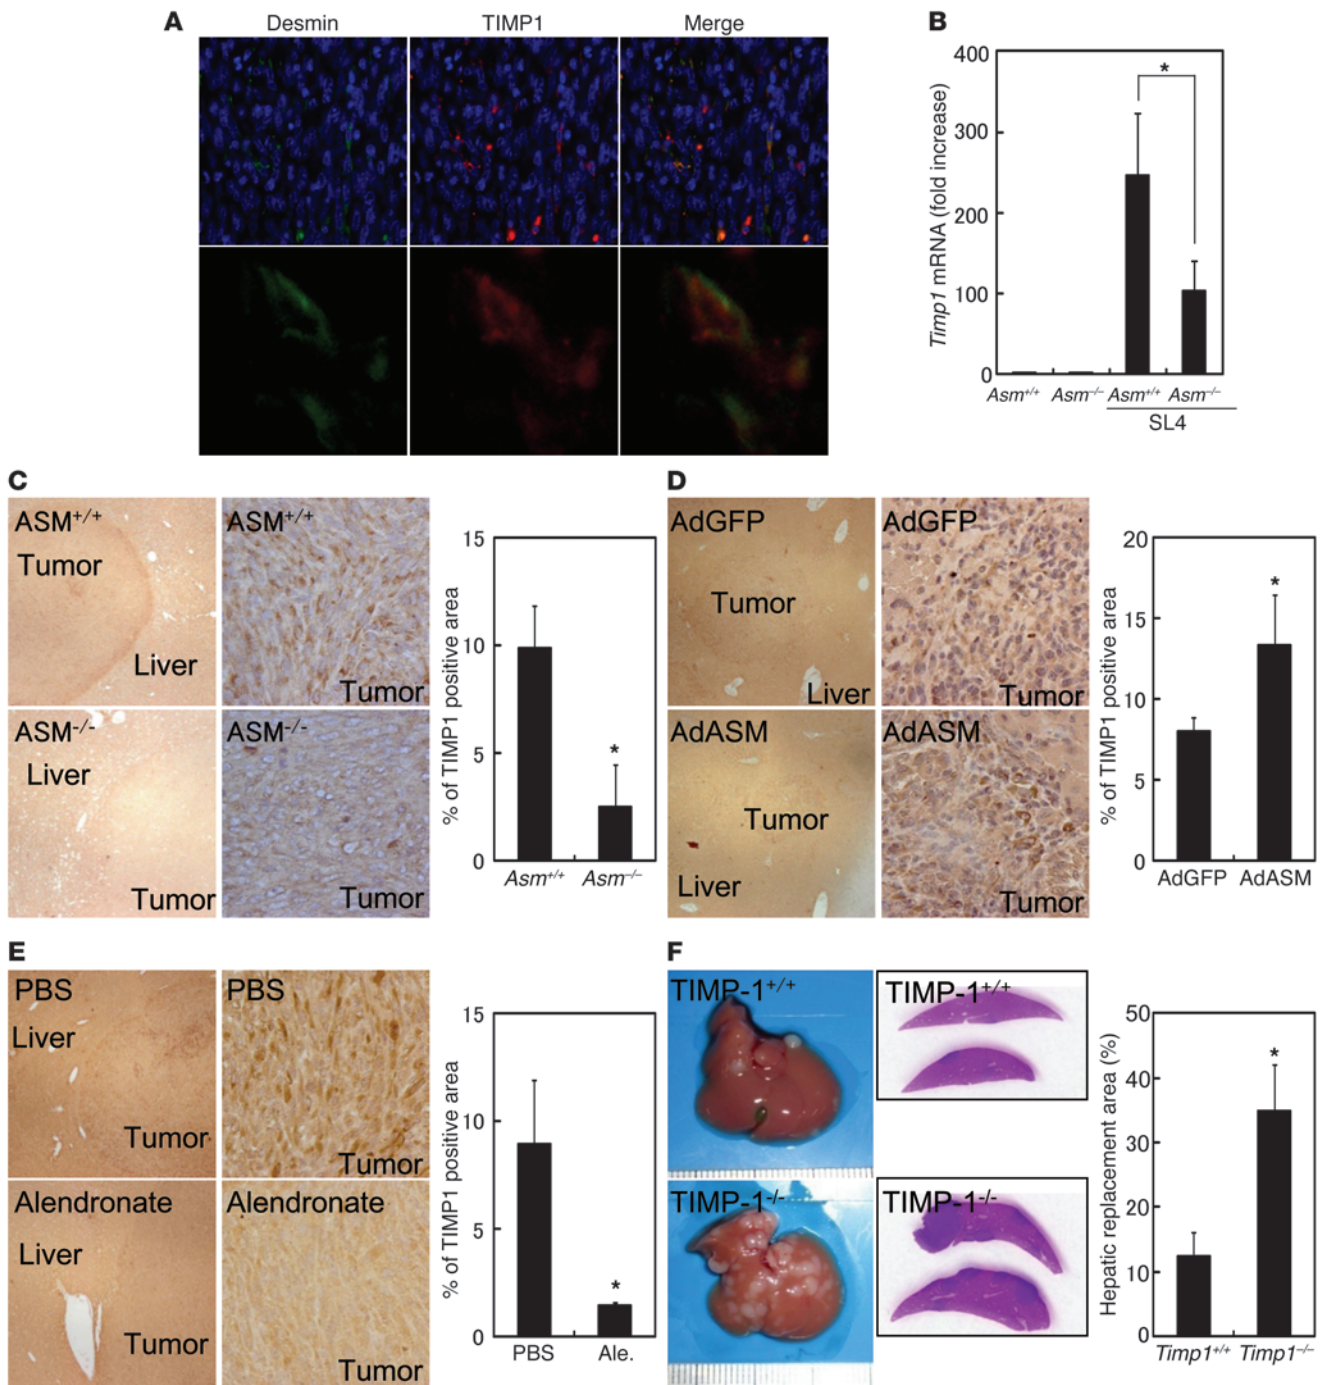 A
Desmin TIMP1 Merge
B
400
300
200
100
0
Timp1 mRNA (fold increase)
*
Asm+/+ Asm–/– Asm+/+ Asm–/–
SL4
C
ASM+/+
Tumor
Liver
ASM+/+
Tumor
ASM-/-
Liver
Tumor
ASM-/-
Tumor
% of TIMP1 positive area
15
10
5
0
*
Asm+/+ Asm–/–
D
AdGFP
Tumor
Liver
AdGFP
Tumor
AdASM
Tumor
Liver
AdASM
Tumor
% of TIMP1 positive area
20
15
10
5
0
*
AdGFP AdASM
E
PBS
Liver
Tumor
PBS
Tumor
Alendronate
Liver
Tumor
Alendronate
Tumor
% of TIMP1 positive area
15
10
5
0
*
PBS Ale.
F
TIMP-1+/+
TIMP-1+/+
TIMP-1-/-
TIMP-1-/-
Hepatic replacement area (%)
50
40
30
20
10
0
*
Timp1+/+ Timp1–/–